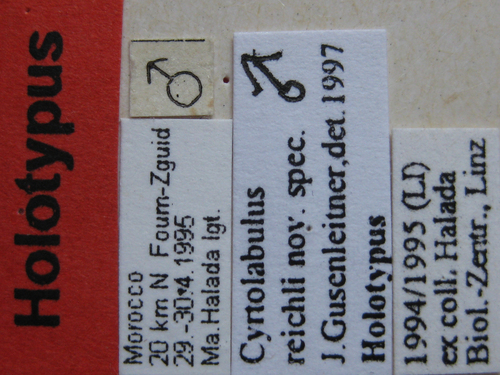 Holotypus
♂
Morocco
20 km N Foum-Zguid
29.-30.4.1995
Ma.Halada lgt.
♂
Cyrtolabulus
reichli nov. spec.
J.Gusenleitner,det.1997
Holotypus
1994/1995 (LI)
ex coll. Halada
Biol.-Zentr., Linz